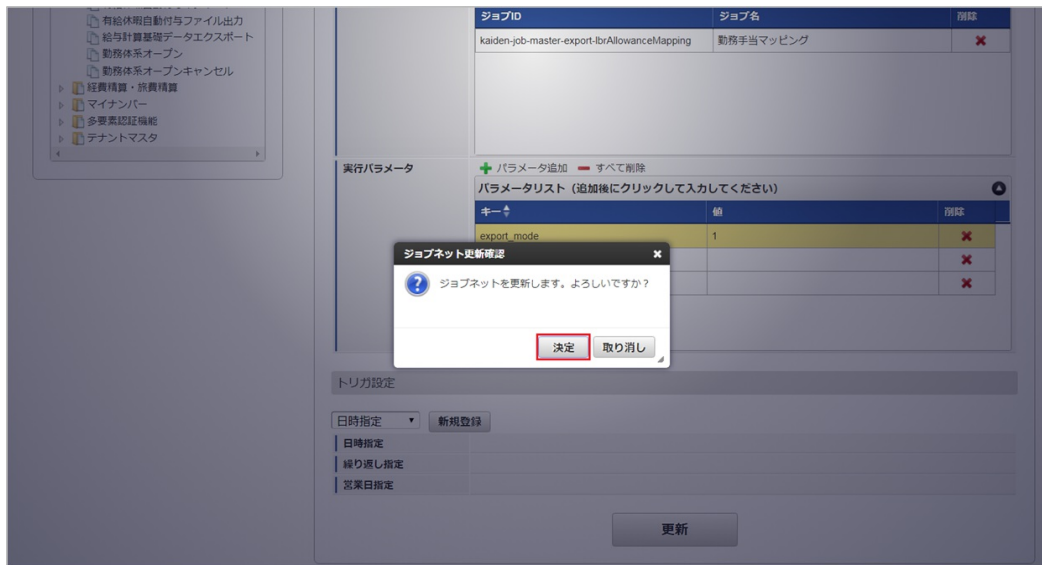 有給休暇自動付与ファイル出力
給与計算基礎データエクスポート
勤務体系オープン
勤務体系オープンキャンセル
経費精算・旅費精算
マイナンバー
多要素認証機能
テナントマスタ
ジョブID ジョブ名 削除
kaiden-job-master-export-lbrAllowanceMapping 勤務手当マッピング
実行パラメータ
パラメータ追加 すべて削除
パラメータリスト（追加後にクリックして入力してください）
キー 値 削除
export_mode 1
ジョブネット更新確認
ジョブネットを更新します。よろしいですか？
決定 取り消し
トリガ設定
日時指定 新規登録
日時指定
繰り返し指定
営業日指定
更新